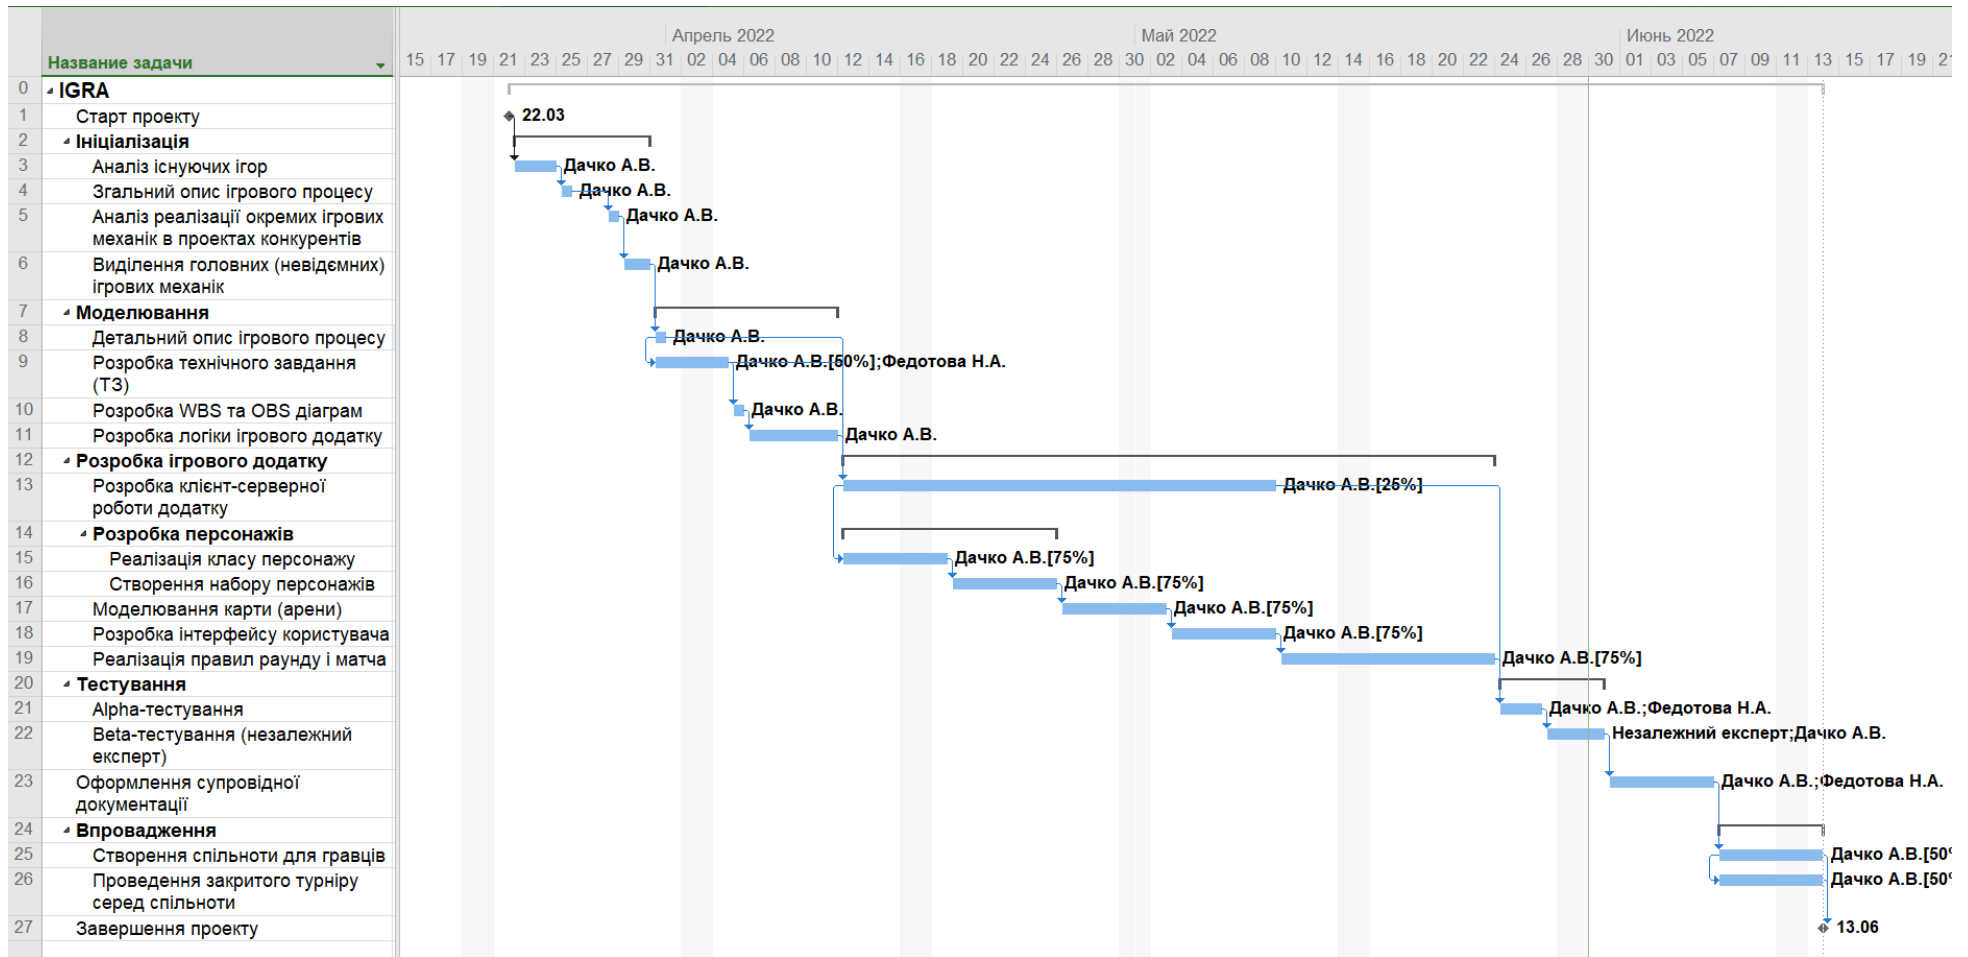 Апрель 2022 Май 2022 Июнь 2022
Название задачи 15 17 19 21 23 25 27 29 31 02 04 06 08 10 12 14 16 18 20 22 24 26 28 30 02 04 06 08 10 12 14 16 18 20 22 24 26 28 30 01 03 05 07 09 11 13 15 17 19 21
0 IGRA
1 Старт проекту 22.03
2 Ініціалізація
3 Аналіз існуючих ігор Дачко А.В.
4 Згальний опис ігрового процесу Дачко А.В.
5 Аналіз реалізації окремих ігрових Дачко А.В.
механік в проектах конкурентів
6 Виділення головних (невідємних) Дачко А.В.
ігрових механік
7 Моделювання
8 Детальний опис ігрового процесу Дачко А.В.
9 Розробка технічного завдання Дачко А.В.[50%];Федотова Н.А.
(ТЗ)
10 Розробка WBS та OBS діаграм Дачко А.В.
11 Розробка логіки ігрового додатку Дачко А.В.
12 Розробка ігрового додатку
13 Розробка клієнт-серверної Дачко А.В.[25%]
роботи додатку
14 Розробка персонажів
15 Реалізація класу персонажу Дачко А.В.[75%]
16 Створення набору персонажів Дачко А.В.[75%]
17 Моделювання карти (арени) Дачко А.В.[75%]
18 Розробка інтерфейсу користувача Дачко А.В.[75%]
19 Реалізація правил раунду і матча Дачко А.В.[75%]
20 Тестування
21 Alpha-тестування Дачко А.В.;Федотова Н.А.
22 Beta-тестування (незалежний Незалежний експерт;Дачко А.В.
експерт)
23 Оформлення супровідної Дачко А.В.;Федотова Н.А.
документації
24 Впровадження
25 Створення спільноти для гравців Дачко А.В.[50%
26 Проведення закритого турніру Дачко А.В.[50%
серед спільноти
27 Завершення проекту 13.06